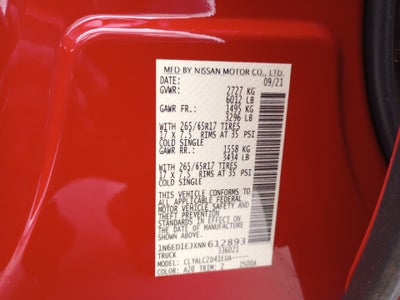 MFD BY NISSAN MOTOR CO., LTD.
DATE: 09/21
GVWR: 2727 KG
6012 LB
GAWR FR.: 1495 KG
3296 LB
WITH 265/65R17 TIRES
17 X 7.5 RIMS AT 35 PSI
COLD SINGLE
GAWR RR.: 1558 KG
3434 LB
WITH 265/65R17 TIRES
17 X 7.5 RIMS AT 35 PSI
COLD SINGLE
THIS VEHICLE CONFORMS TO
ALL APPLICABLE FEDERAL
MOTOR VEHICLE SAFETY AND
THEFT PREVENTION
STANDARDS IN EFFECT ON
THE DATE OF MANUFACTURE
SHOWN ABOVE
1N6ED1EJXNN612893
TRUCK 336021
MODEL: CLYALC2D41EUA-----
COLOR: A20 TRIM: Z 2500A